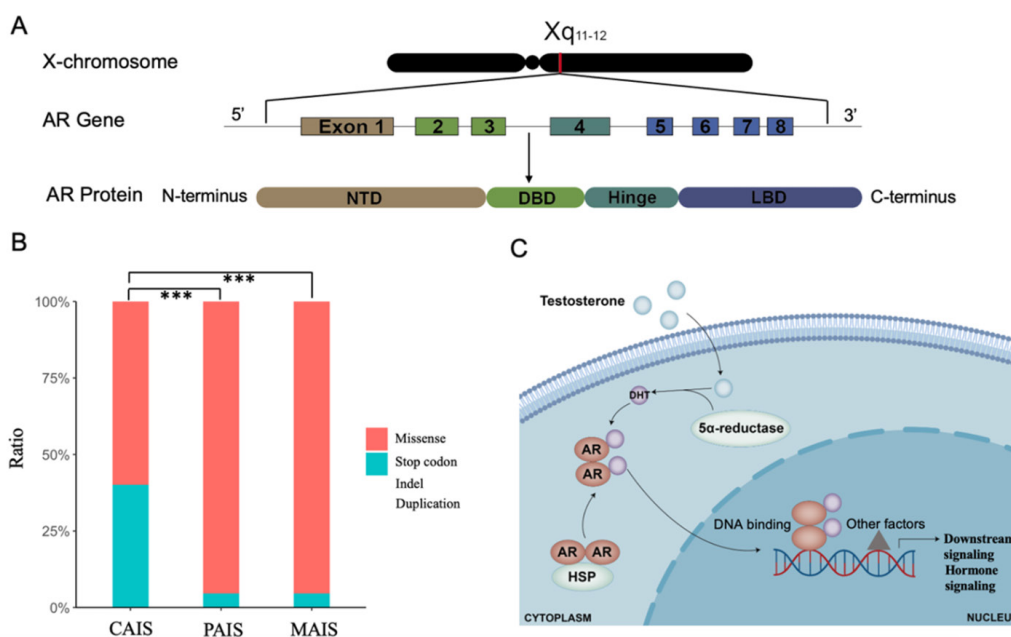 A
Xq11-12
X-chromosome
5’
3’
AR Gene
Exon 1
2
3
4
5
6
7
8
AR Protein
N-terminus
NTD
DBD
Hinge
LBD
C-terminus
B
***
***
100%
75%
50%
25%
0%
Ratio
CAIS
PAIS
MAIS
Missense
Stop codon
Indel
Duplication
C
Testosterone
DHT
5α-reductase
AR
AR
AR AR
HSP
DNA binding
Other factors
Downstream
signaling
Hormone
signaling
CYTOPLASM
NUCLEU